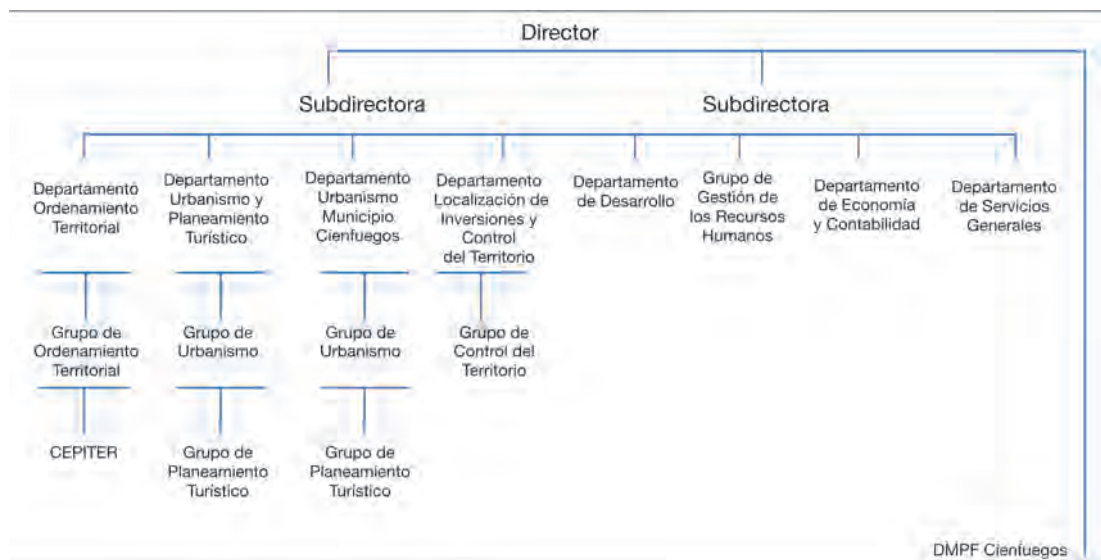 Director
Subdirectora
Subdirectora
Departamento
Ordenamiento
Territorial
Departamento
Urbanismo y
Planeamiento
Turístico
Departamento
Urbanismo
Municipio
Cienfuegos
Departamento
Localización de
Inversiones y
Control
del Territorio
Departamento
de Desarrollo
Grupo de
Gestión de
los Recursos
Humanos
Departamento
de Economía
y Contabilidad
Departamento
de Servicios
Generales
Grupo de
Ordenamiento
Territorial
Grupo de
Urbanismo
Grupo de
Urbanismo
Grupo de
Control del
Territorio
CEPITER
Grupo de
Planeamiento
Turístico
Grupo de
Planeamiento
Turístico
DMPF Cienfuegos